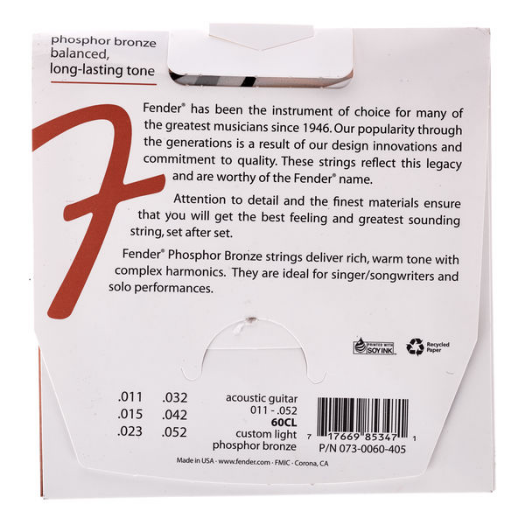 phosphor bronze
balanced,
long-lasting tone
Fender® has been the instrument of choice for many of
the greatest musicians since 1946. Our popularity through
the generations is a result of our design innovations and
commitment to quality. These strings reflect this legacy
and are worthy of the Fender® name.
Attention to detail and the finest materials ensure
that you will get the best feeling and greatest sounding
string, set after set.
Fender® Phosphor Bronze strings deliver rich, warm tone with
complex harmonics. They are ideal for singer/songwriters and
solo performances.
PRINTED WITH
SOY INK
Recycled
Paper
.011 .032
.015 .042
.023 .052
acoustic guitar
011 - .052
60CL
custom light
phosphor bronze
7 17669 85347 1
P/N 073-0060-405
Made in USA · www.fender.com · FMIC · Corona, CA